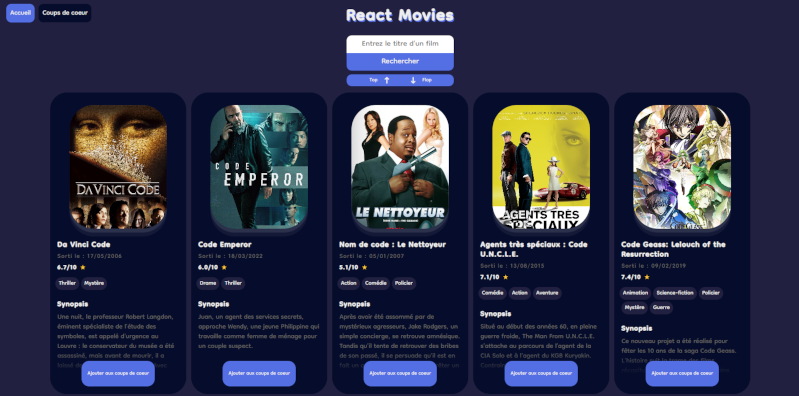 Accueil
Coups de coeur
React Movies
Entrez le titre d'un film
Rechercher
Top ↑ ↓ Flop
DA VINCI CODE
Da Vinci Code
Sorti le : 17/05/2006
6.7/10 ★
Thriller Mystère
Synopsis
Une nuit, le professeur Robert Langdon,
éminent spécialiste de l'étude des
symboles, est appelé d'urgence au
Louvre : le conservateur du musée a été
assassiné, mais avant de mourir, il a
Ajouter aux coups de coeur
CODE
EMPEROR
Code Emperor
Sorti le : 18/03/2022
6.0/10 ★
Drame Thriller
Synopsis
Juan, un agent des services secrets,
approche Wendy, une jeune Philippine qui
travaille comme femme de ménage pour
un couple suspect.
Ajouter aux coups de coeur
LE NETTOYEUR
Nom de code : Le Nettoyeur
Sorti le : 05/01/2007
5.1/10 ★
Action Comédie Policier
Synopsis
Après avoir été assommé par de
mystérieux agresseurs, Jake Rodgers, un
simple concierge, se retrouve amnésique.
Tandis qu'il tente de retrouver des bribes
de son passé, il se persuade qu'il est en
Ajouter aux coups de coeur
AGENTS TRÈS
SPÉCIAUX
Agents très spéciaux : Code
U.N.C.L.E.
Sorti le : 13/08/2015
7.1/10 ★
Comédie Action Aventure
Synopsis
Situé au début des années 60, en pleine
guerre froide, The Man From U.N.C.L.E.
s'attache au parcours de l'agent de la
CIA Solo et à l'agent du KGB Kuryakin.
Ajouter aux coups de coeur
Code Geass: Lelouch of the
Resurrection
Sorti le : 09/02/2019
7.4/10 ★
Animation Science-fiction Policier
Mystère Guerre
Synopsis
Ce nouveau projet a été réalisé pour
fêter les 10 ans de la saga Code Geass.
Ajouter aux coups de coeur